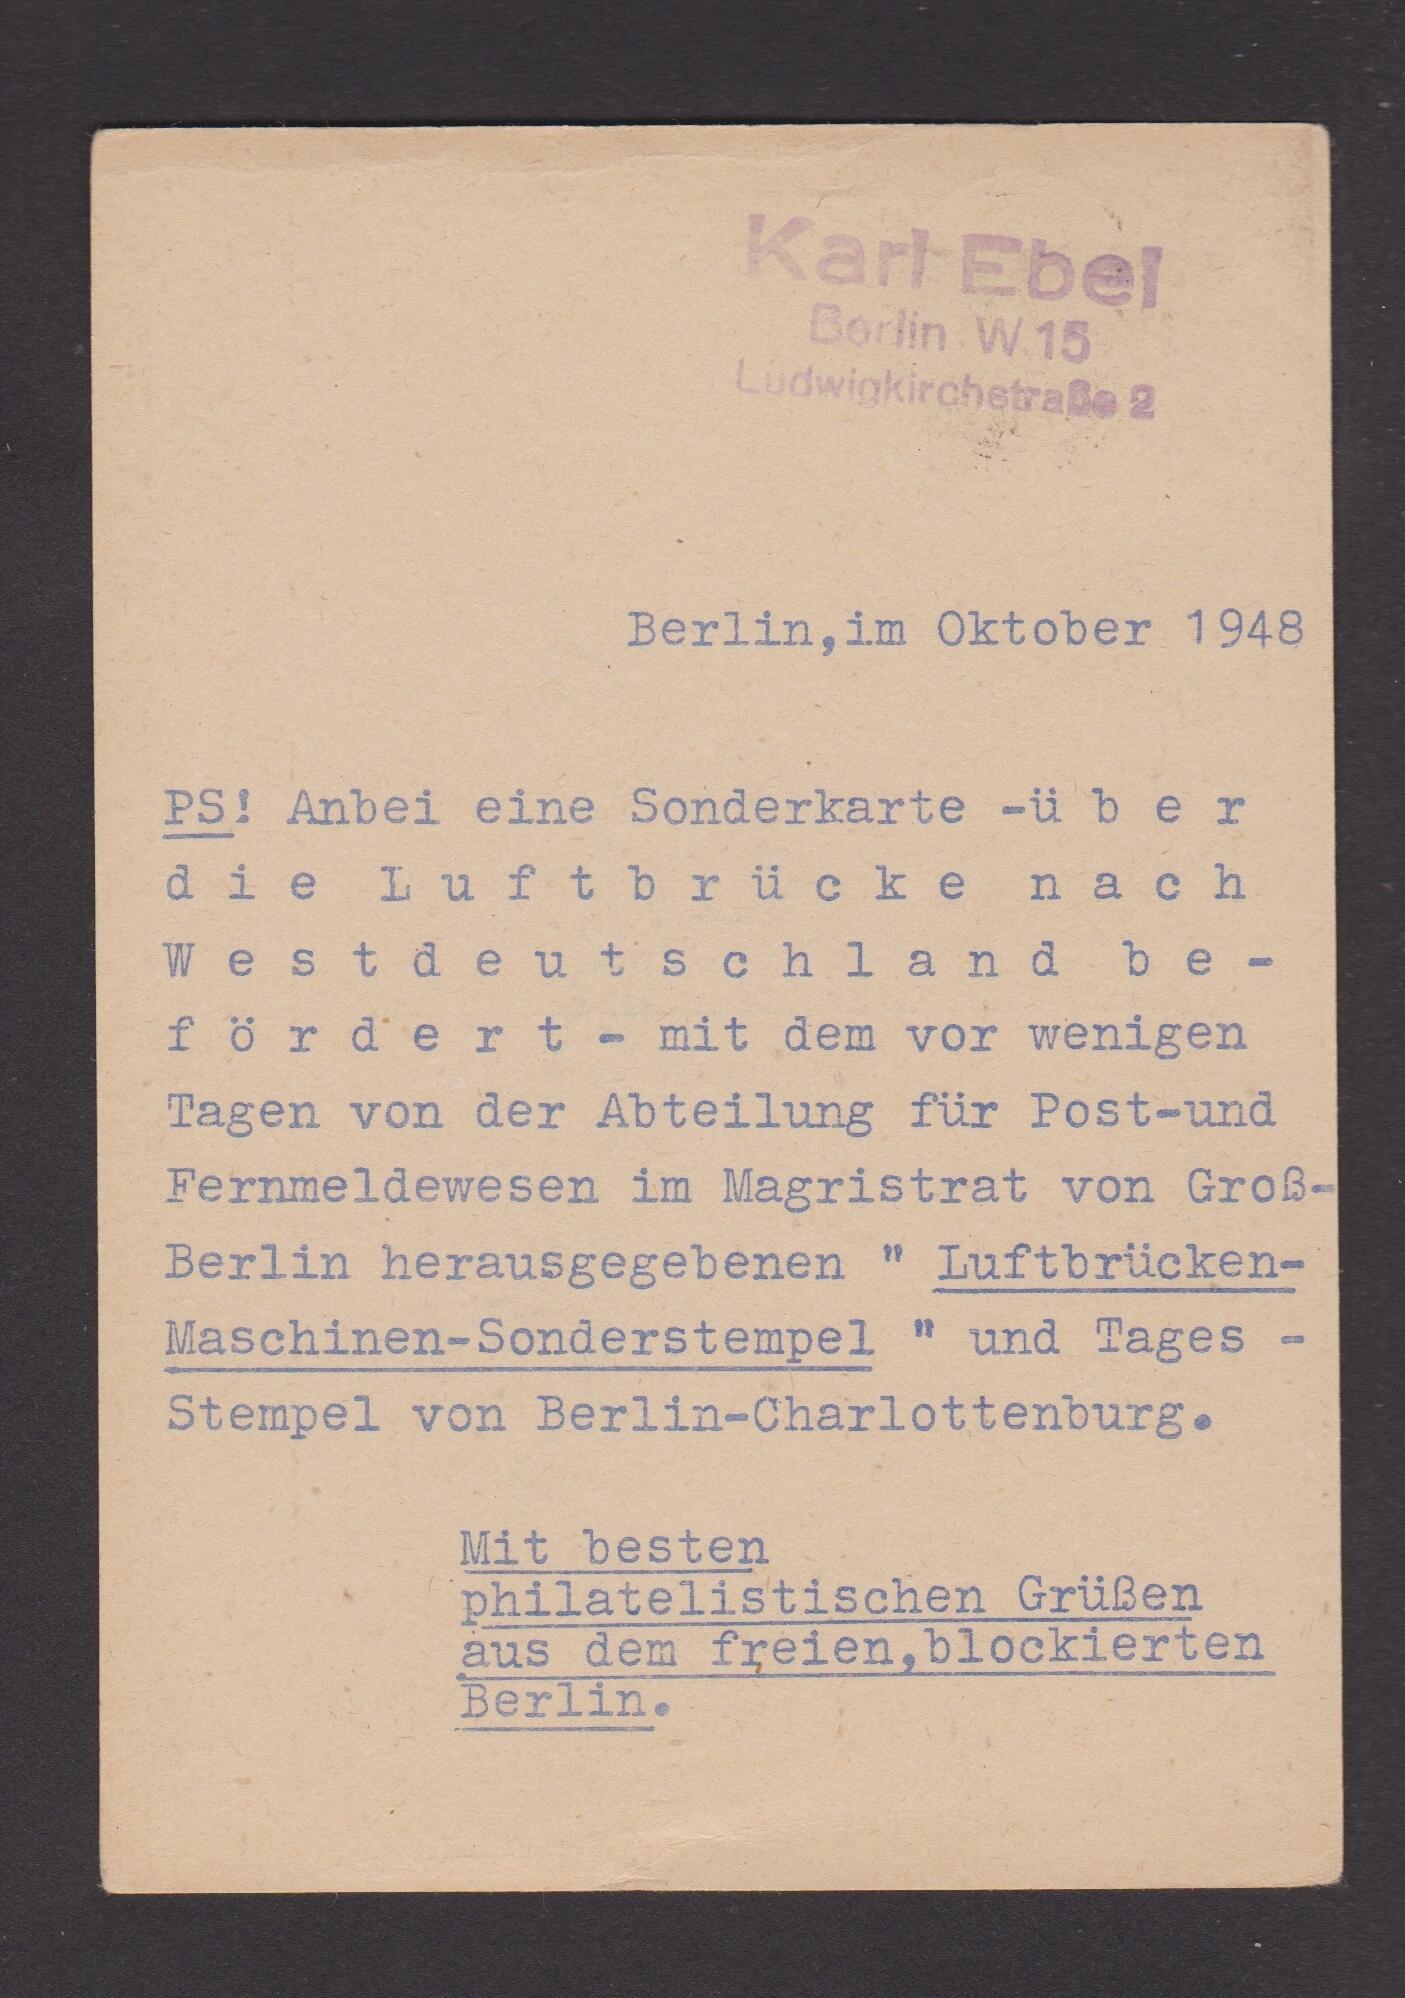 Karl Ebel
Berlin W 15
Ludwigkirchstraße 2
Berlin,im Oktober 1948
PS! Anbei eine Sonderkarte -ü b e r
d i e L u f t b r ü c k e n a c h
W e s t d e u t s c h l a n d b e -
f ö r d e r t - mit dem vor wenigen
Tagen von der Abteilung für Post-und
Fernmeldewesen im Magristrat von Groß-
Berlin herausgegebenen " Luftbrücken-
Maschinen-Sonderstempel " und Tages -
Stempel von Berlin-Charlottenburg.
Mit besten
philatelistischen Grüßen
aus dem freien,blockierten
Berlin.